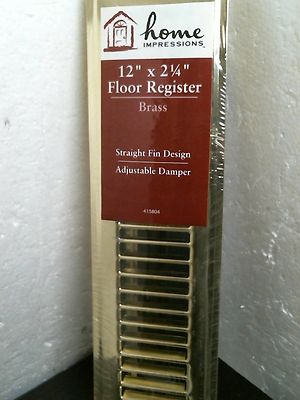 home
IMPRESSIONS
12" x 2¼"
Floor Register
Brass
Straight Fin Design
Adjustable Damper
415804